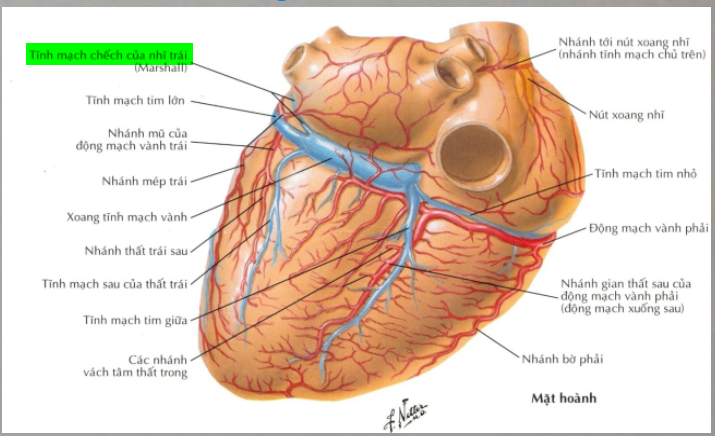 Tĩnh mạch chếch của nhĩ trái
(Marshall)
Tĩnh mạch tim lớn
Nhánh mũ của
động mạch vành trái
Nhánh mép trái
Xoang tĩnh mạch vành
Nhánh thất trái sau
Tĩnh mạch sau của thất trái
Tĩnh mạch tim giữa
Các nhánh
vách tâm thất trong
Nhánh tới nút xoang nhĩ
(nhánh tĩnh mạch chủ trên)
Nút xoang nhĩ
Tĩnh mạch tim nhỏ
Động mạch vành phải
Nhánh gian thất sau của
động mạch vành phải
(động mạch xuống sau)
Nhánh bờ phải
Mặt hoành
F. Netter
M.D.